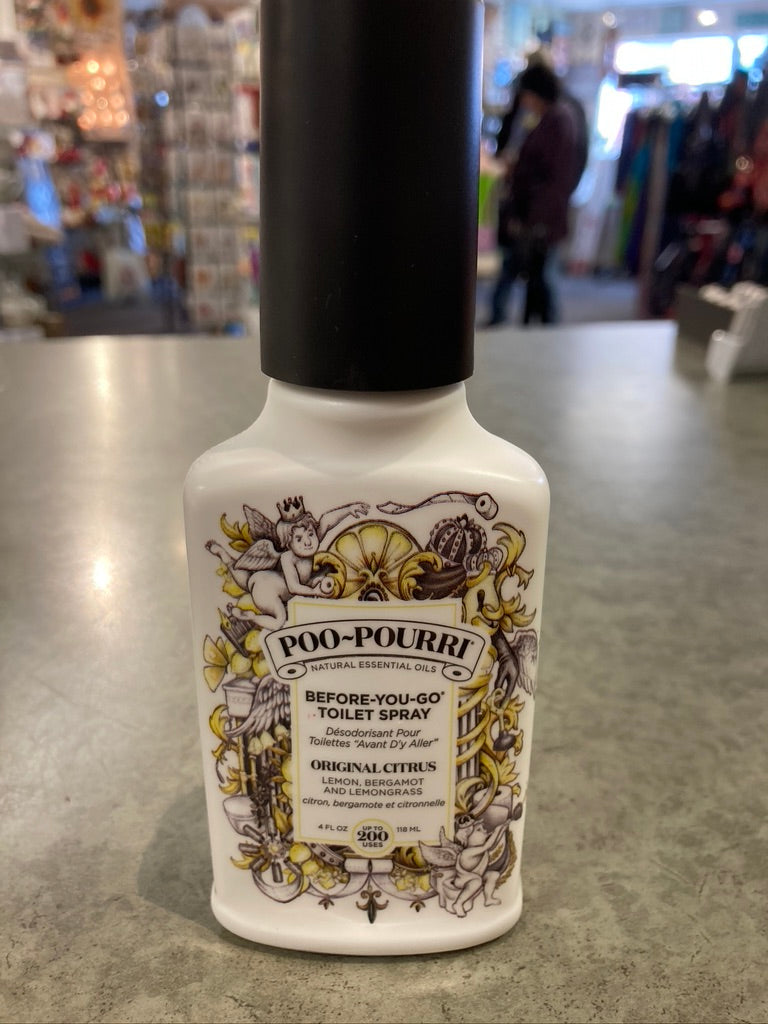 POO~POURRI®
NATURAL ESSENTIAL OILS
BEFORE-YOU-GO®
TOILET SPRAY
Désodorisant Pour
Toilettes "Avant D'y Aller"
ORIGINAL CITRUS
LEMON, BERGAMOT
AND LEMONGRASS
citron, bergamote et citronnelle
4 FL OZ
UP TO
200
USES
118 ML